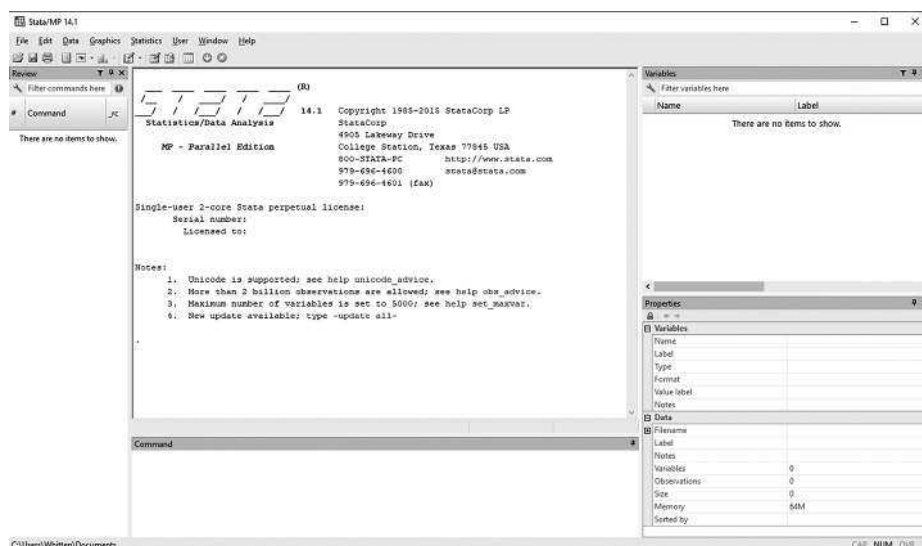 Stata/MP 14.1
File Edit Data Graphics Statistics User Window Help
Review
Filter commands here
# Command _rc
There are no items to show.
(R)
14.1 Copyright 1985-2015 StataCorp LP
Statistics/Data Analysis StataCorp
4905 Lakeway Drive
MP - Parallel Edition College Station, Texas 77845 USA
800-STATA-PC http://www.stata.com
979-696-4600 stata@stata.com
979-696-4601 (fax)
Single-user 2-core Stata perpetual license:
Serial number:
Licensed to:
Notes:
1. Unicode is supported; see help unicode_advice.
2. More than 2 billion observations are allowed; see help obs_advice.
3. Maximum number of variables is set to 5000; see help set_maxvar.
4. New update available; type -update all-
.
Command
Variables
Filter variables here
Name Label
There are no items to show.
Properties
Variables
Name
Label
Type
Format
Value label
Notes
Data
Filename
Label
Notes
Variables 0
Observations 0
Size 0
Memory 64M
Sorted by
C:\Users\Whitten\Documents
CAP NUM OVR